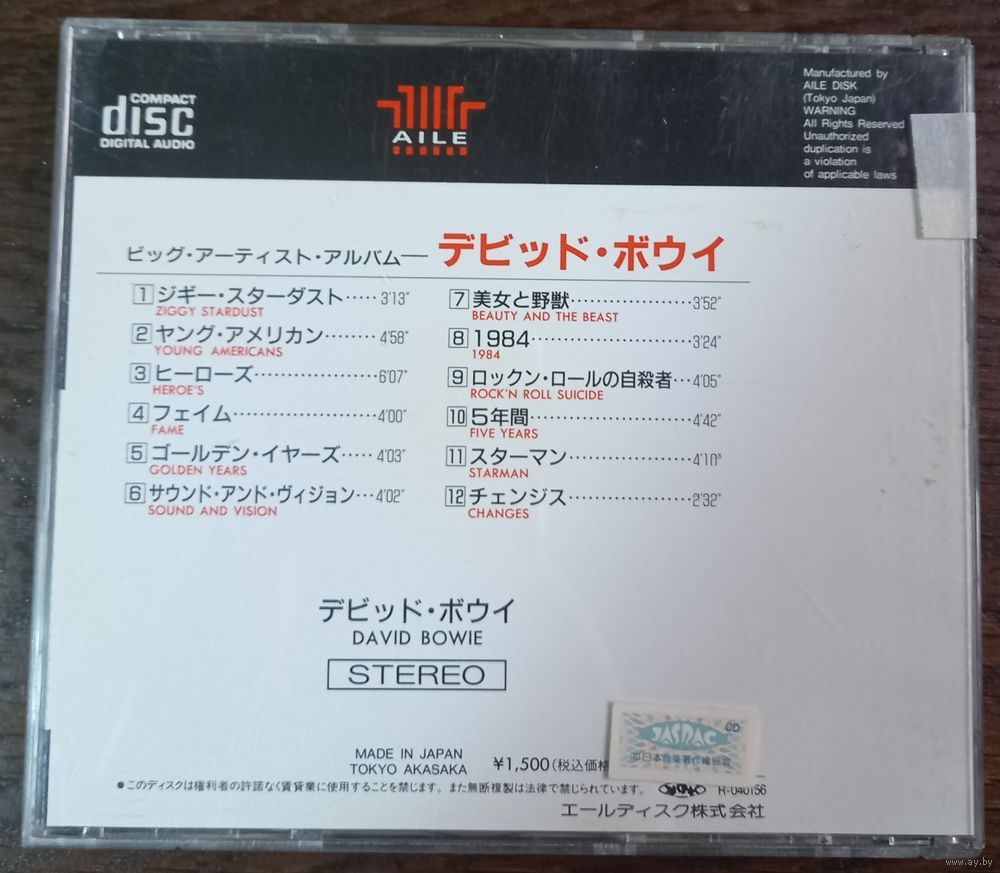 COMPACT
disc
DIGITAL AUDIO
AILE
Manufactured by
AILE DISK
(Tokyo Japan)
WARNING
All Rights Reserved
Unauthorized
duplication is
a violation
of applicable laws
ビッグ・アーティスト・アルバム─デビッド・ボウイ
1 ジギー・スターダスト・・・・・3'13"
ZIGGY STARDUST
2 ヤング・アメリカン・・・・・・・・4'58"
YOUNG AMERICANS
3 ヒーローズ・・・・・・・・・・・・・・・・6'07"
HEROE'S
4 フェイム・・・・・・・・・・・・・・・・・・4'00"
FAME
5 ゴールデン・イヤーズ・・・・・4'03"
GOLDEN YEARS
6 サウンド・アンド・ヴィジョン・・・4'02"
SOUND AND VISION
7 美女と野獣・・・・・・・・・・・・・・・・・・3'52"
BEAUTY AND THE BEAST
8 1984・・・・・・・・・・・・・・・・・・・・・・・・3'24"
1984
9 ロックン・ロールの自殺者・・・4'05"
ROCK'N ROLL SUICIDE
10 5年間・・・・・・・・・・・・・・・・・・・・・・・・4'42"
FIVE YEARS
11 スターマン・・・・・・・・・・・・・・・・・・4'10"
STARMAN
12 チェンジス・・・・・・・・・・・・・・・・・・2'32"
CHANGES
デビッド・ボウイ
DAVID BOWIE
STEREO
MADE IN JAPAN
TOKYO AKASAKA
¥1,500(税込価格
JASRAC
CD
日本音楽著作権協会
●このディスクは権利者の許諾なく賃貸業に使用することを禁じます。また無断複製は法律で禁じられています。
R-040156
エールディスク株式会社
www.ay.by